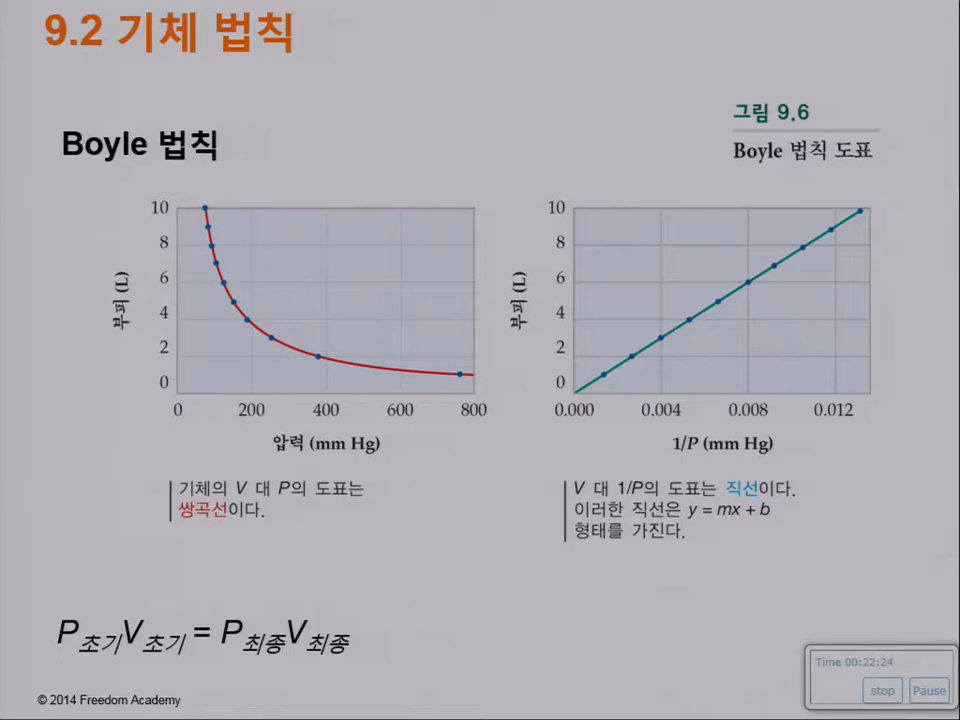 9.2 기체 법칙
Boyle 법칙
그림 9.6
Boyle 법칙 도표
10
8
6
4
2
0
부피 (L)
0 200 400 600 800
압력 (mm Hg)
10
8
6
4
2
0
부피 (L)
0.000 0.004 0.008 0.012
1/P (mm Hg)
기체의 V 대 P의 도표는
쌍곡선이다.
V 대 1/P의 도표는 직선이다.
이러한 직선은 y = mx + b
형태를 가진다.
P초기V초기 = P최종V최종
Time 00:22:24
stop Pause
© 2014 Freedom Academy